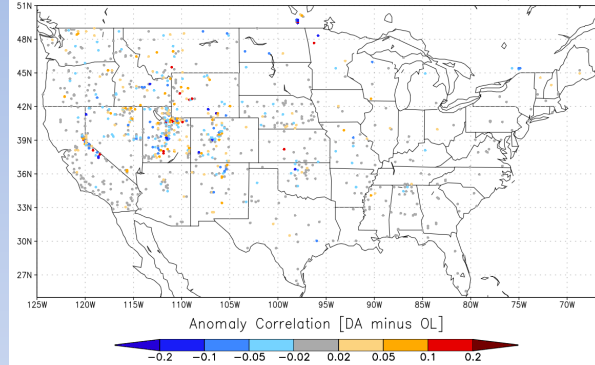 51N
48N
45N
42N
39N
36N
33N
30N
27N
125W 120W 115W 110W 105W 100W 95W 90W 85W 80W 75W 70W
Anomaly Correlation [DA minus OL]
-0.2 -0.1 -0.05 -0.02 0.02 0.05 0.1 0.2